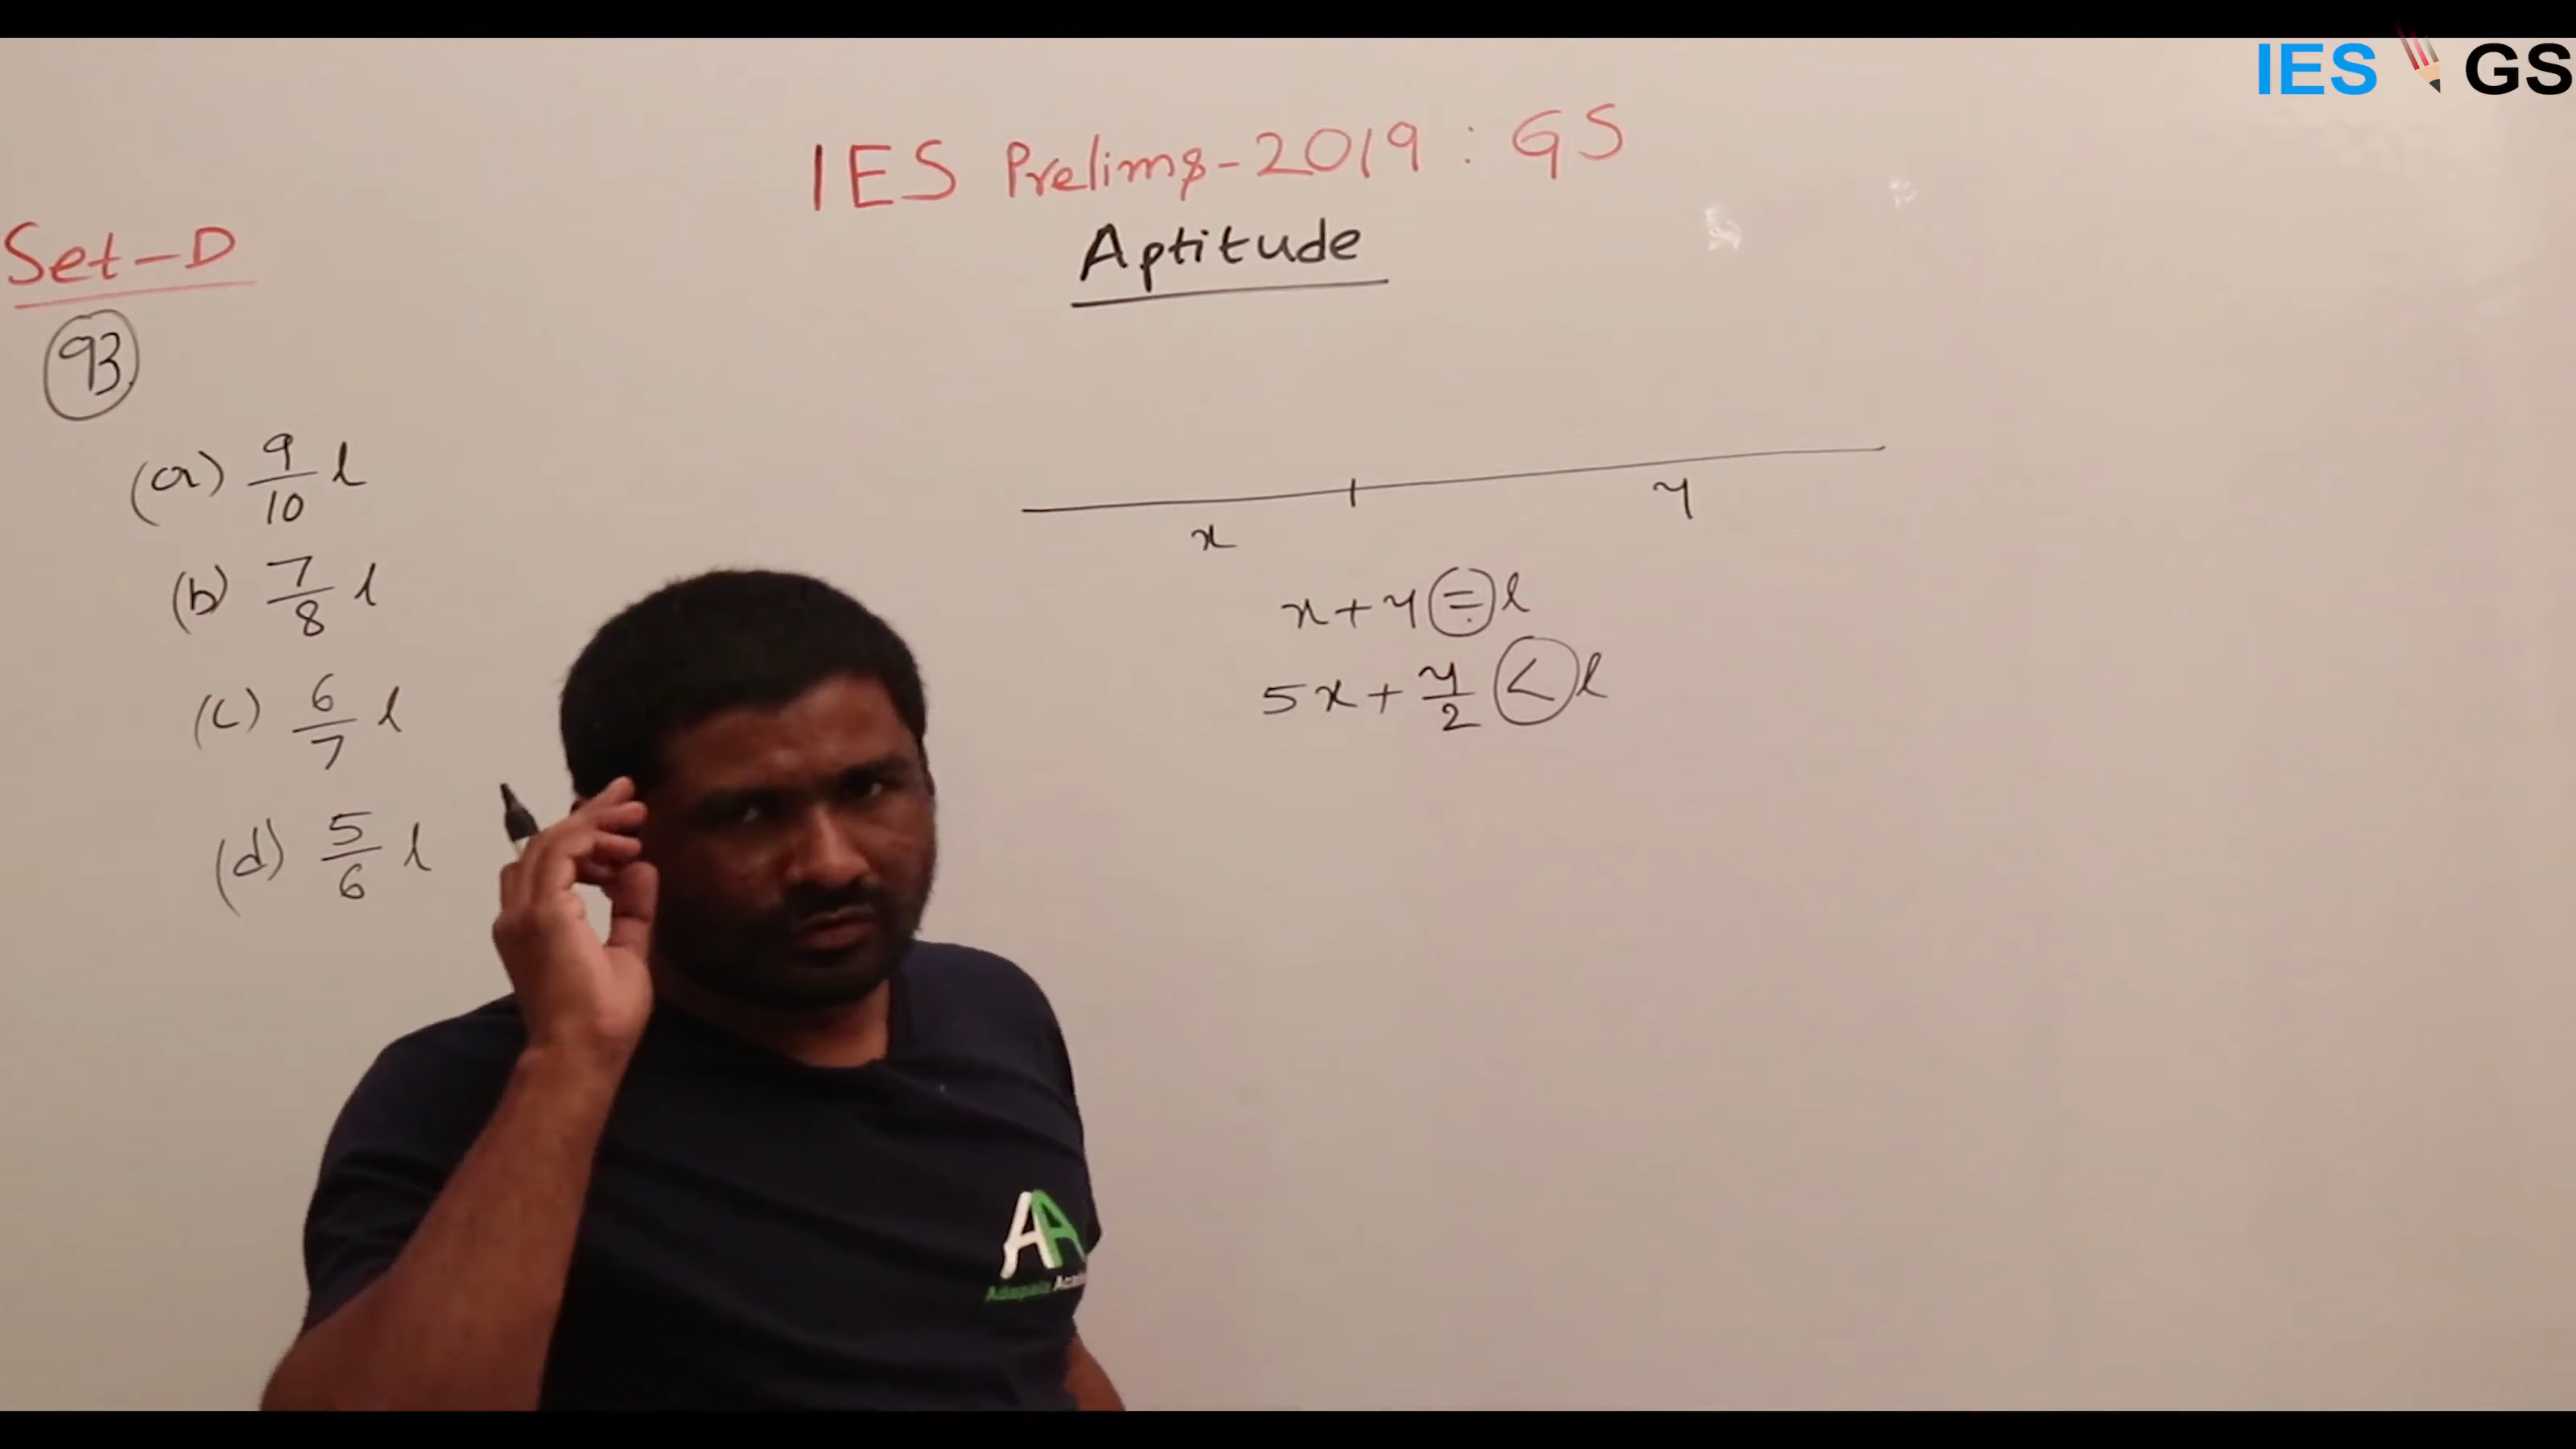 IES GS
IES Prelims-2019 : GS
Aptitude
Set-D
93
(a) 9/10 l
(b) 7/8 l
(c) 6/7 l
(d) 5/6 l
x y
x+y = l
5x + y/2 < l
AA